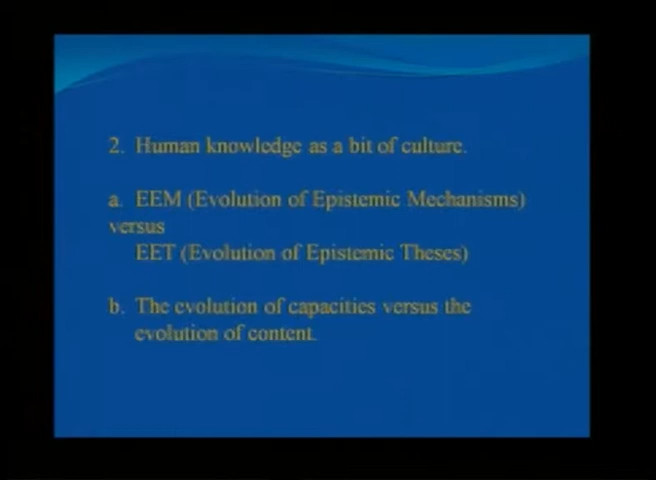 2. Human knowledge as a bit of culture.
a. EEM (Evolution of Epistemic Mechanisms)
versus
EET (Evolution of Epistemic Theses)
b. The evolution of capacities versus the
evolution of content.